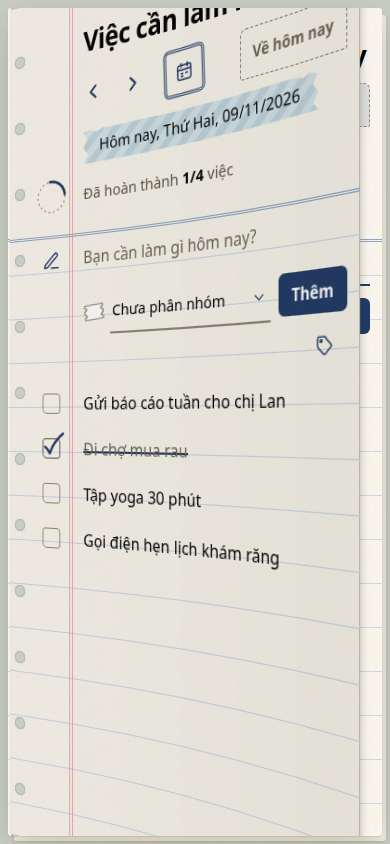 Việc cần làm
Về hôm nay
Hôm nay, Thứ Hai, 09/11/2026
Đã hoàn thành 1/4 việc
Bạn cần làm gì hôm nay?
Chưa phân nhóm
Thêm
Gửi báo cáo tuần cho chị Lan
Đi chợ mua rau
Tập yoga 30 phút
Gọi điện hẹn lịch khám răng